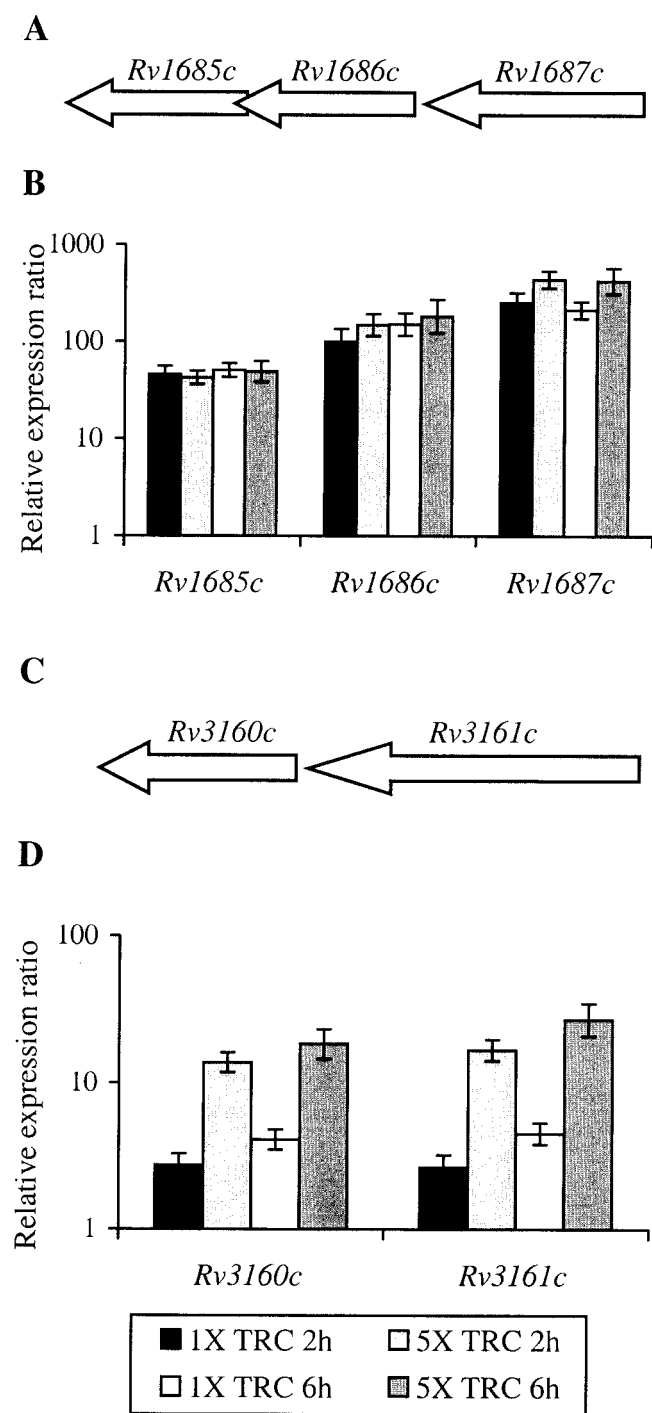 A
Rv1685c Rv1686c Rv1687c
B
Relative expression ratio
1000
100
10
1
Rv1685c Rv1686c Rv1687c
C
Rv3160c Rv3161c
D
Relative expression ratio
100
10
1
Rv3160c Rv3161c
1X TRC 2h 5X TRC 2h
1X TRC 6h 5X TRC 6h